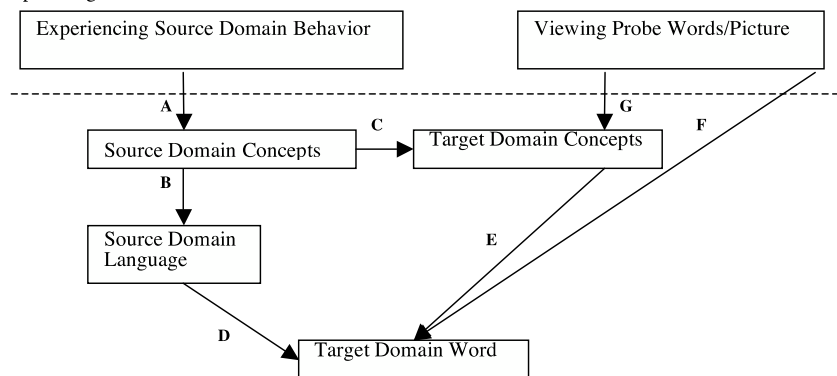 Experiencing Source Domain Behavior
Viewing Probe Words/Picture
A
G
C
F
Source Domain Concepts
Target Domain Concepts
B
Source Domain
Language
E
D
Target Domain Word